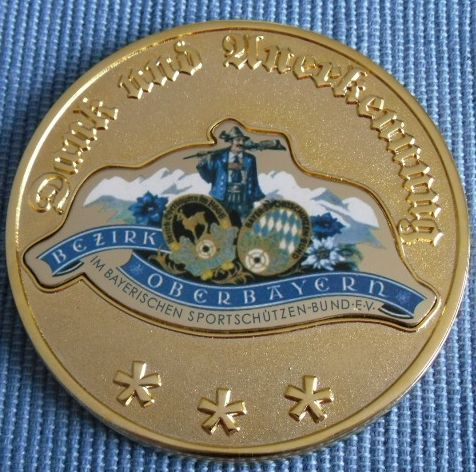 Dank und Anerkennung
BEZIRK
OBERBAYERN
IM BAYERISCHEN SPORTSCHÜTZEN-BUND·E·V.